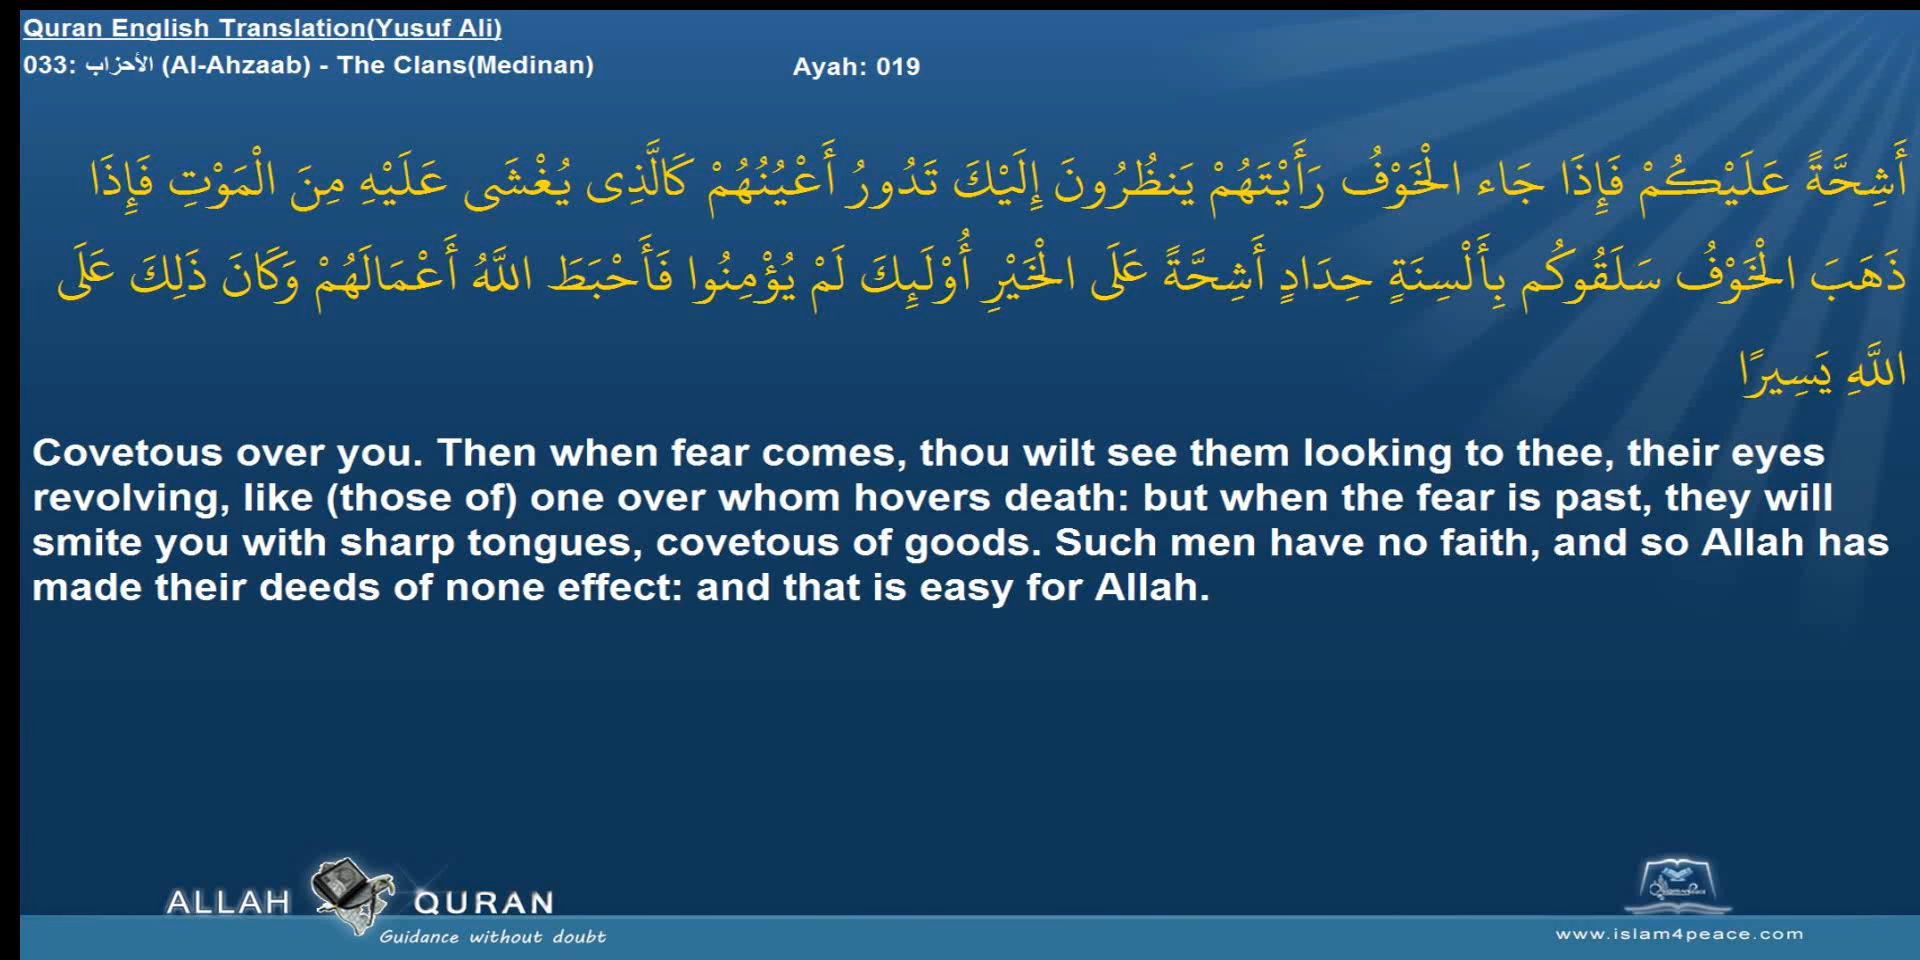 Quran English Translation(Yusuf Ali)
033: الأحزاب (Al-Ahzaab) - The Clans(Medinan) Ayah: 019
أَشِحَّةً عَلَيْكُمْ فَإِذَا جَاء الْخَوْفُ رَأَيْتَهُمْ يَنظُرُونَ إِلَيْكَ تَدُورُ أَعْيُنُهُمْ كَالَّذِى يُغْشَى عَلَيْهِ مِنَ الْمَوْتِ فَإِذَا
ذَهَبَ الْخَوْفُ سَلَقُوكُم بِأَلْسِنَةٍ حِدَادٍ أَشِحَّةً عَلَى الْخَيْرِ أُوْلَئِكَ لَمْ يُؤْمِنُوا فَأَحْبَطَ اللَّهُ أَعْمَالَهُمْ وَكَانَ ذَلِكَ عَلَى
اللَّهِ يَسِيرًا
Covetous over you. Then when fear comes, thou wilt see them looking to thee, their eyes
revolving, like (those of) one over whom hovers death: but when the fear is past, they will
smite you with sharp tongues, covetous of goods. Such men have no faith, and so Allah has
made their deeds of none effect: and that is easy for Allah.
ALLAH QURAN
Guidance without doubt
www.islam4peace.com